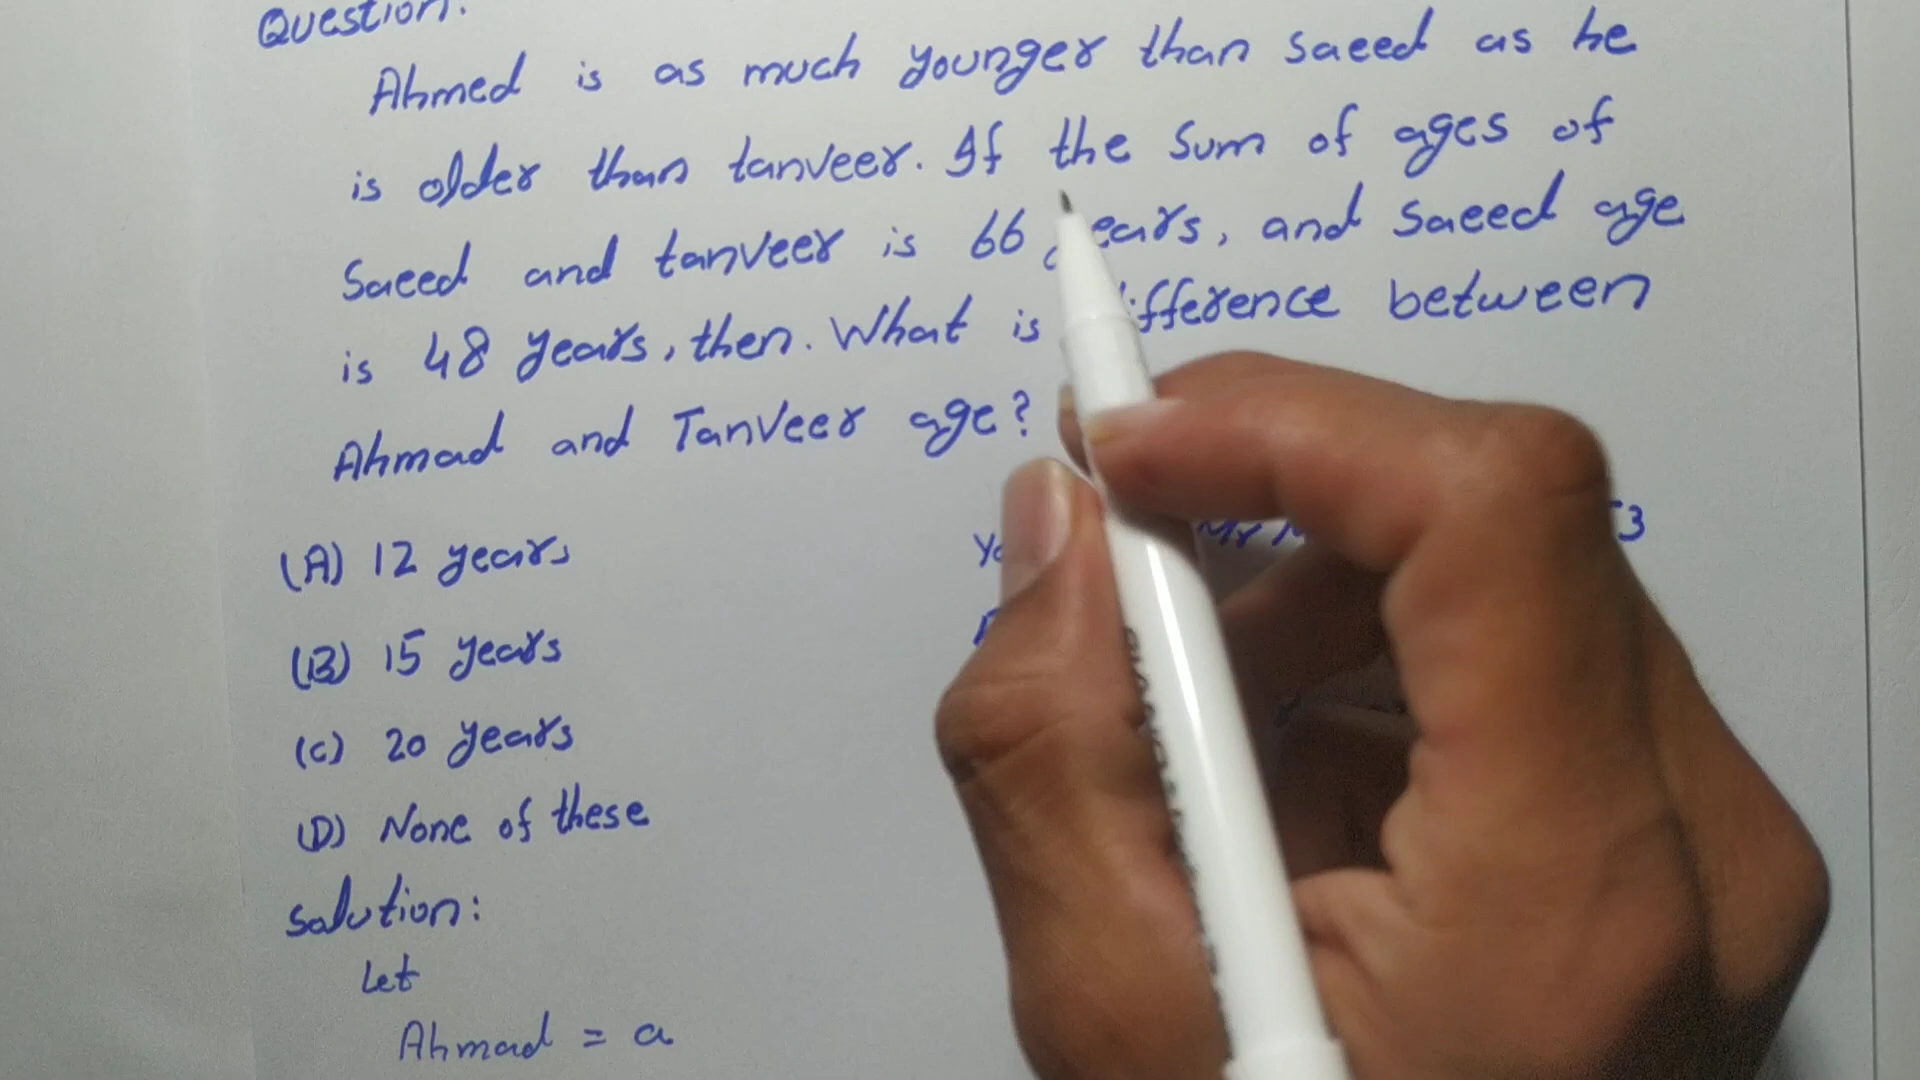 Question:
Ahmed is as much younger than saeed as he
is older than tanveer. If the sum of ages of
Saeed and tanveer is 66 years, and Saeed age
is 48 years, then. What is difference between
Ahmad and Tanveer age?
(A) 12 years
(B) 15 years
(C) 20 years
(D) None of these
Solution:
Let
Ahmad = a